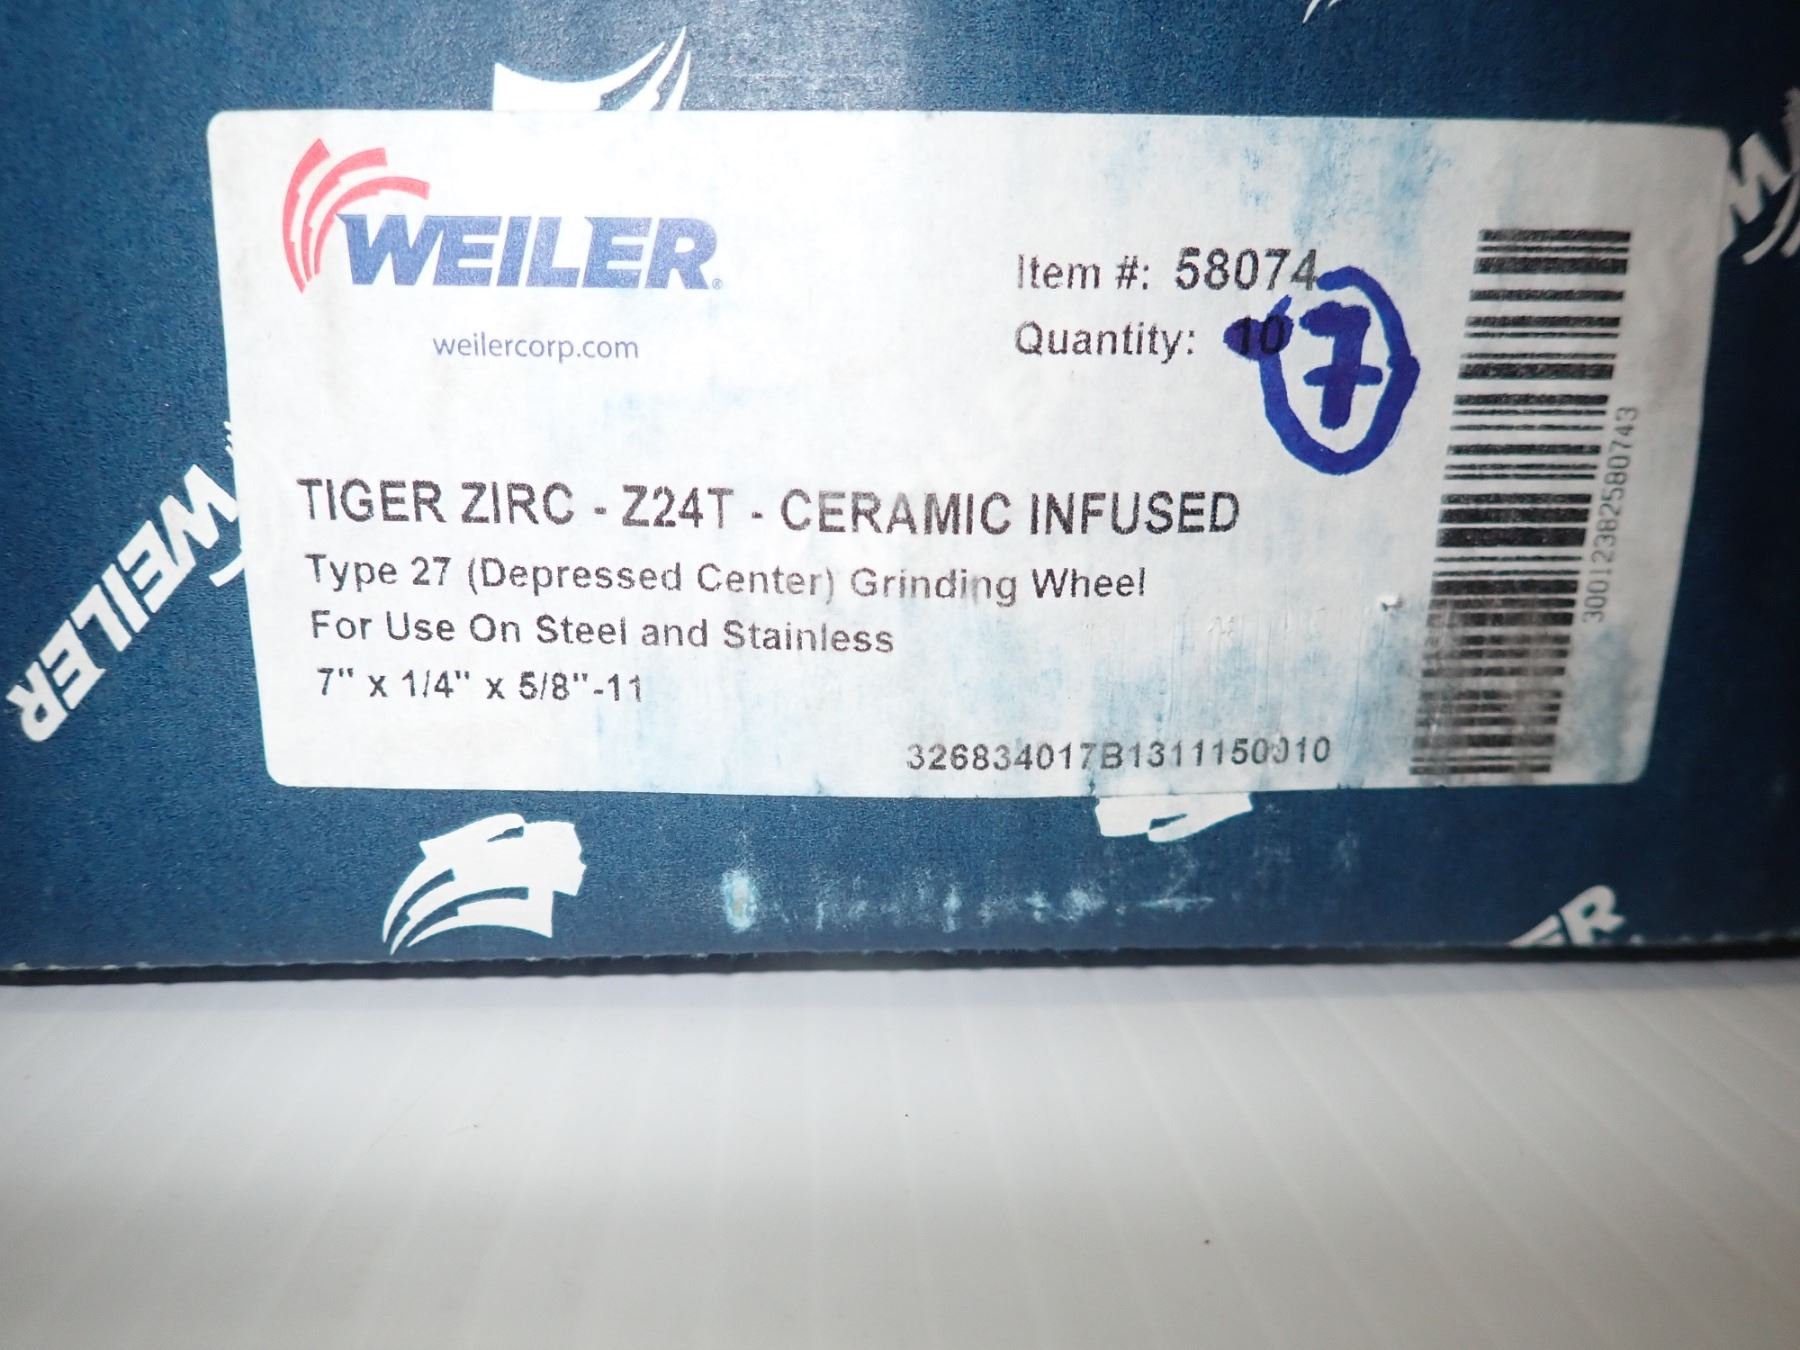 WEILER®
weilercorp.com
Item #: 58074
Quantity: 10 7
TIGER ZIRC - Z24T - CERAMIC INFUSED
Type 27 (Depressed Center) Grinding Wheel
For Use On Steel and Stainless
7" x 1/4" x 5/8"-11
326834017B1311150010
30012382580743
WEILER
W
ER